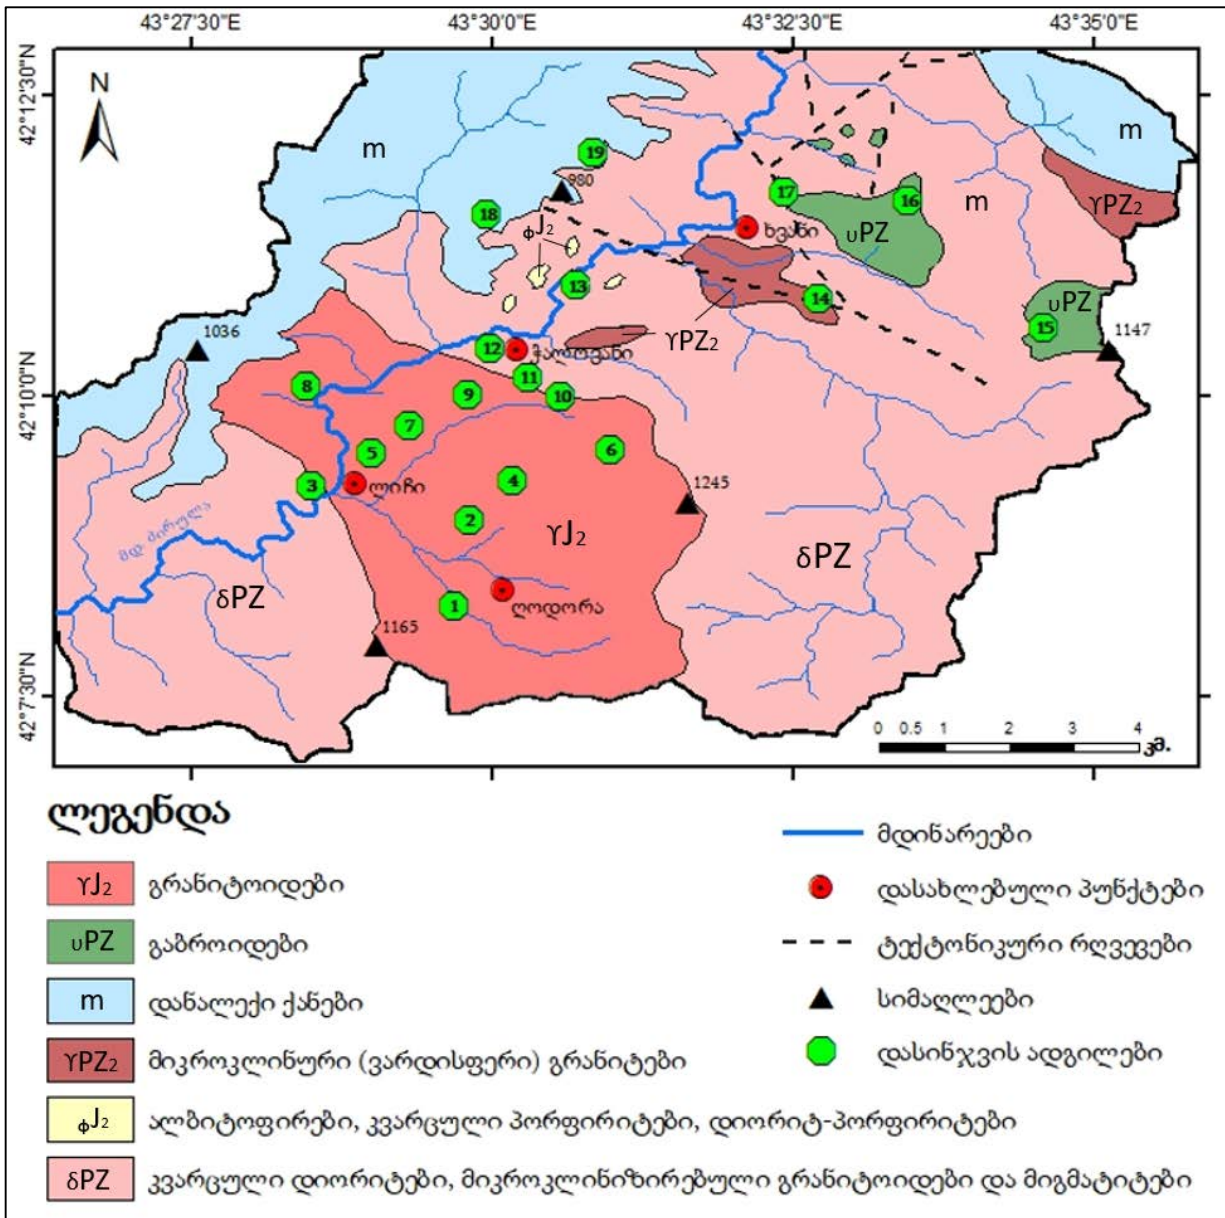 43°27'30"E 43°30'0"E 43°32'30"E 43°35'0"E
42°12'30"N
42°10'0"N
42°7'30"N
N
m
m
m
19
980
18
17
16
ხვანი
υPZ
ϒPZ2
ϕJ2
13
14
υPZ
15
1147
1036
ϒPZ2
12
11
10
8
9
7
6
5
4
3
ლიჩი
2
1245
ϒJ2
δPZ
δPZ
1
ღოდორა
1165
0 0.5 1 2 3 4 კმ.
ლეგენდა
ϒJ2 გრანიტოიდები
υPZ გაბროიდები
m დანალექი ქანები
ϒPZ2 მიკროკლინური (ვარდისფერი) გრანიტები
ϕJ2 ალბიტოფირები, კვარცული პორფირიტები, დიორიტ-პორფირიტები
δPZ კვარცული დიორიტები, მიკროკლინიზირებული გრანიტოიდები და მიგმატიტები
მდინარეები
დასახლებული პუნქტები
ტექტონიკური რღვევები
სიმაღლეები
დასინჯვის ადგილები